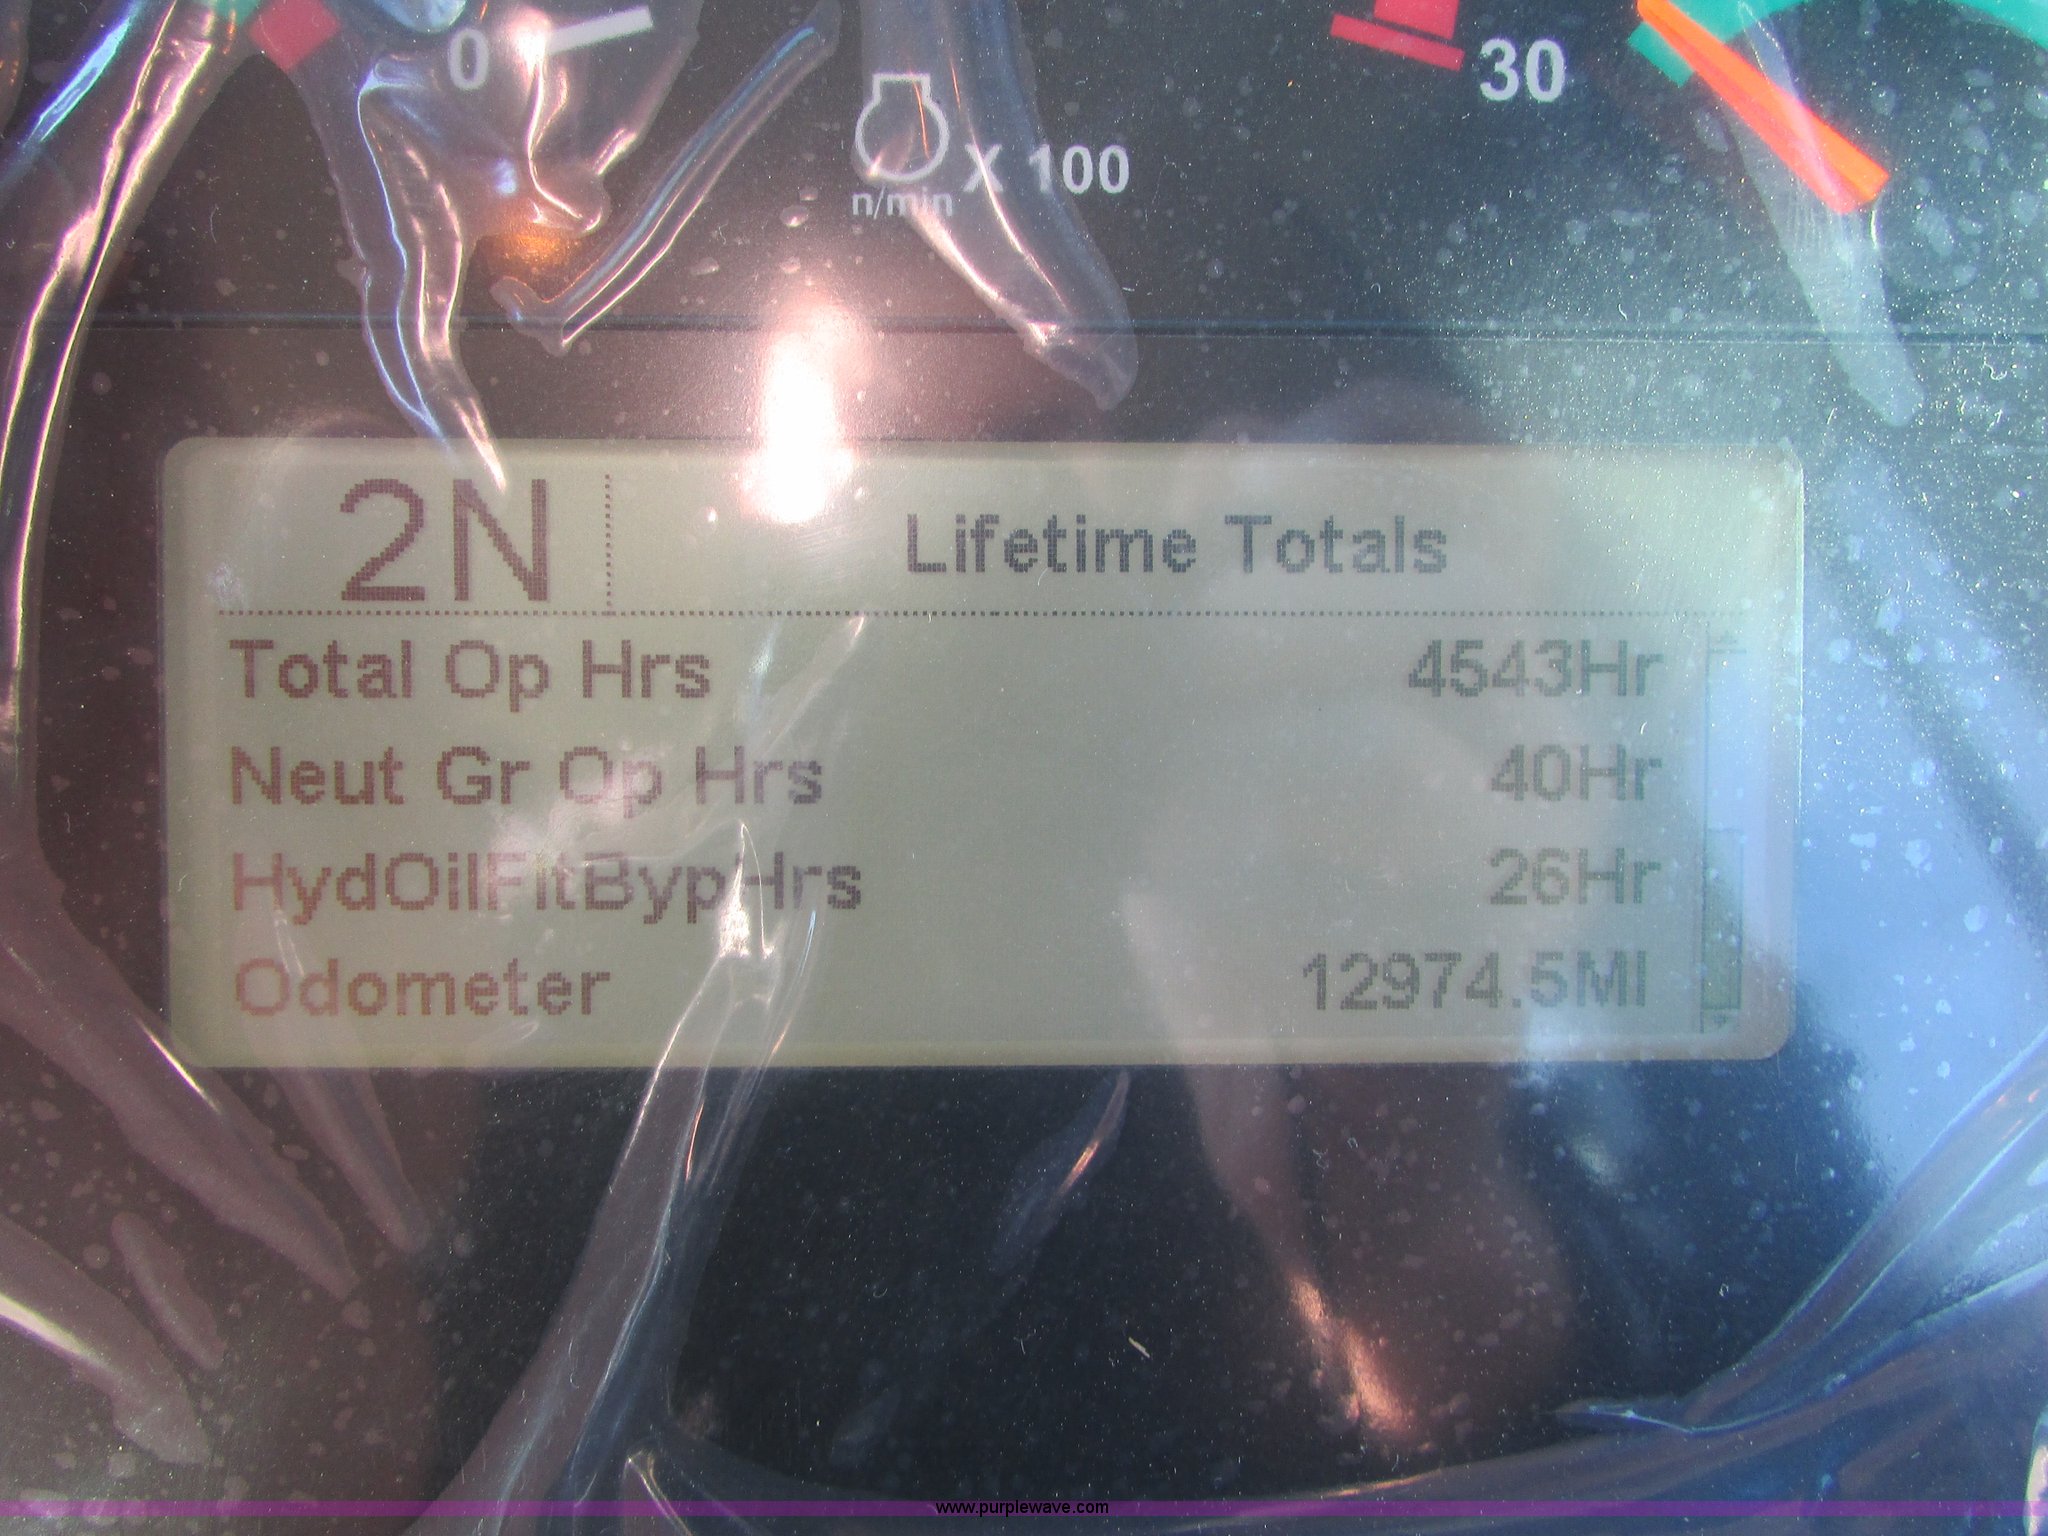 0
30
X 100
n/min
2N
Lifetime Totals
Total Op Hrs 4543Hr
Neut Gr Op Hrs 40Hr
HydOilFltBypHrs 26Hr
Odometer 12974.5MI
www.purplewave.com